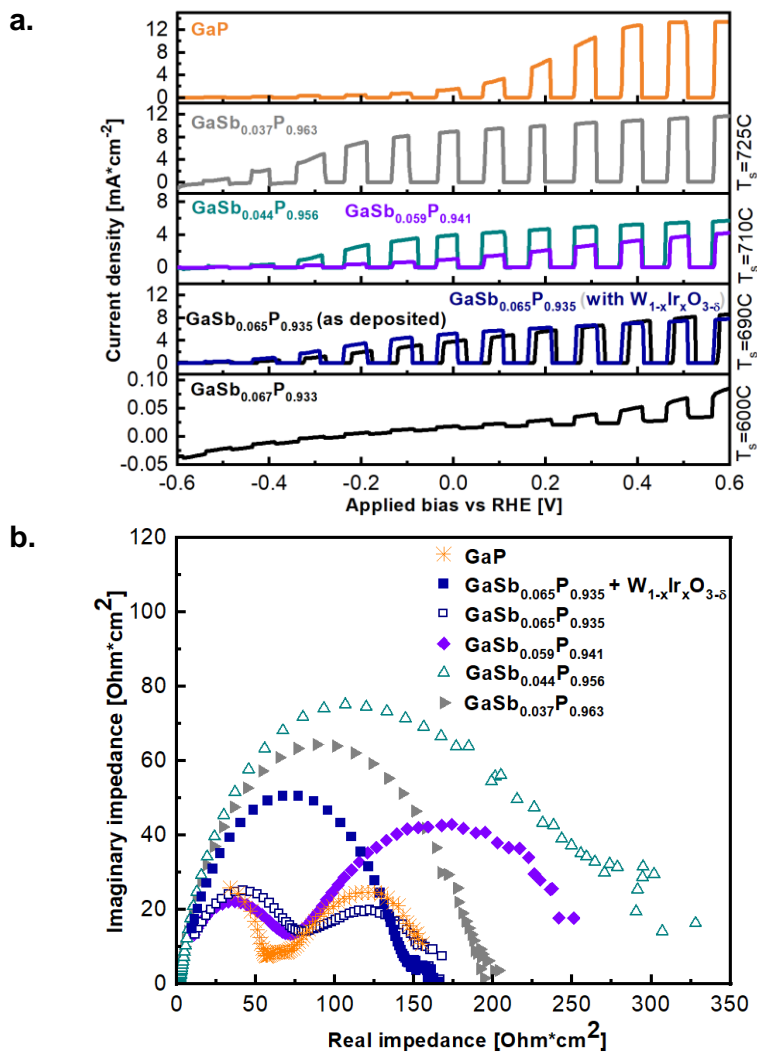 a.
Current density [mA*cm-2]
12
8
4
0
GaP
12
8
4
0
GaSb0.037P0.963
Ts=725C
8
4
0
GaSb0.044P0.956 GaSb0.059P0.941
Ts=710C
12
8
4
0
GaSb0.065P0.935 (with W1-xIrxO3-δ)
GaSb0.065P0.935 (as deposited)
Ts=690C
0.10
0.05
0.00
-0.05
GaSb0.067P0.933
Ts=600C
-0.6 -0.4 -0.2 0.0 0.2 0.4 0.6
Applied bias vs RHE [V]
b.
Imaginary impedance [Ohm*cm2]
120
100
80
60
40
20
0
GaP
GaSb0.065P0.935 + W1-xIrxO3-δ
GaSb0.065P0.935
GaSb0.059P0.941
GaSb0.044P0.956
GaSb0.037P0.963
0 50 100 150 200 250 300 350
Real impedance [Ohm*cm2]